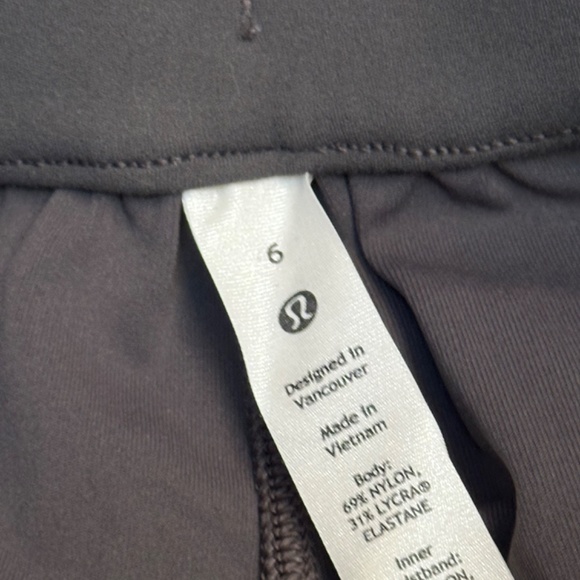 6
Designed in
Vancouver
Made in
Vietnam
Body:
69% NYLON,
31% LYCRA®
ELASTANE
Inner